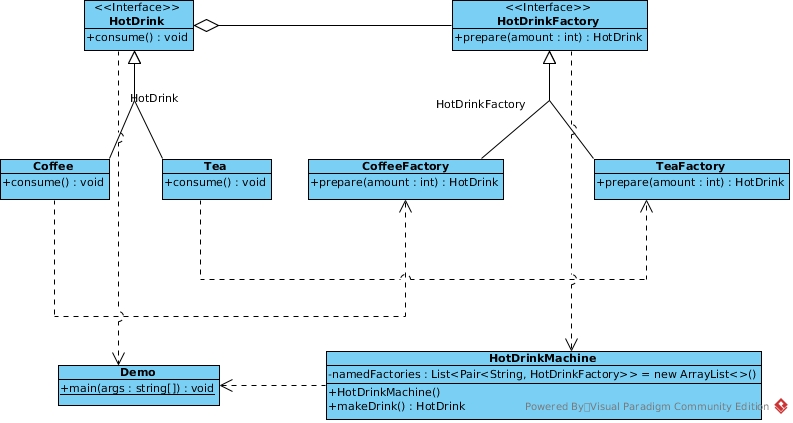 <<Interface>>
HotDrink
+consume() : void
<<Interface>>
HotDrinkFactory
+prepare(amount : int) : HotDrink
HotDrink
HotDrinkFactory
Coffee
+consume() : void
Tea
+consume() : void
CoffeeFactory
+prepare(amount : int) : HotDrink
TeaFactory
+prepare(amount : int) : HotDrink
Demo
+main(args : string[]) : void
HotDrinkMachine
-namedFactories : List<Pair<String, HotDrinkFactory>> = new ArrayList<>()
+HotDrinkMachine()
+makeDrink() : HotDrink
Powered By Visual Paradigm Community Edition